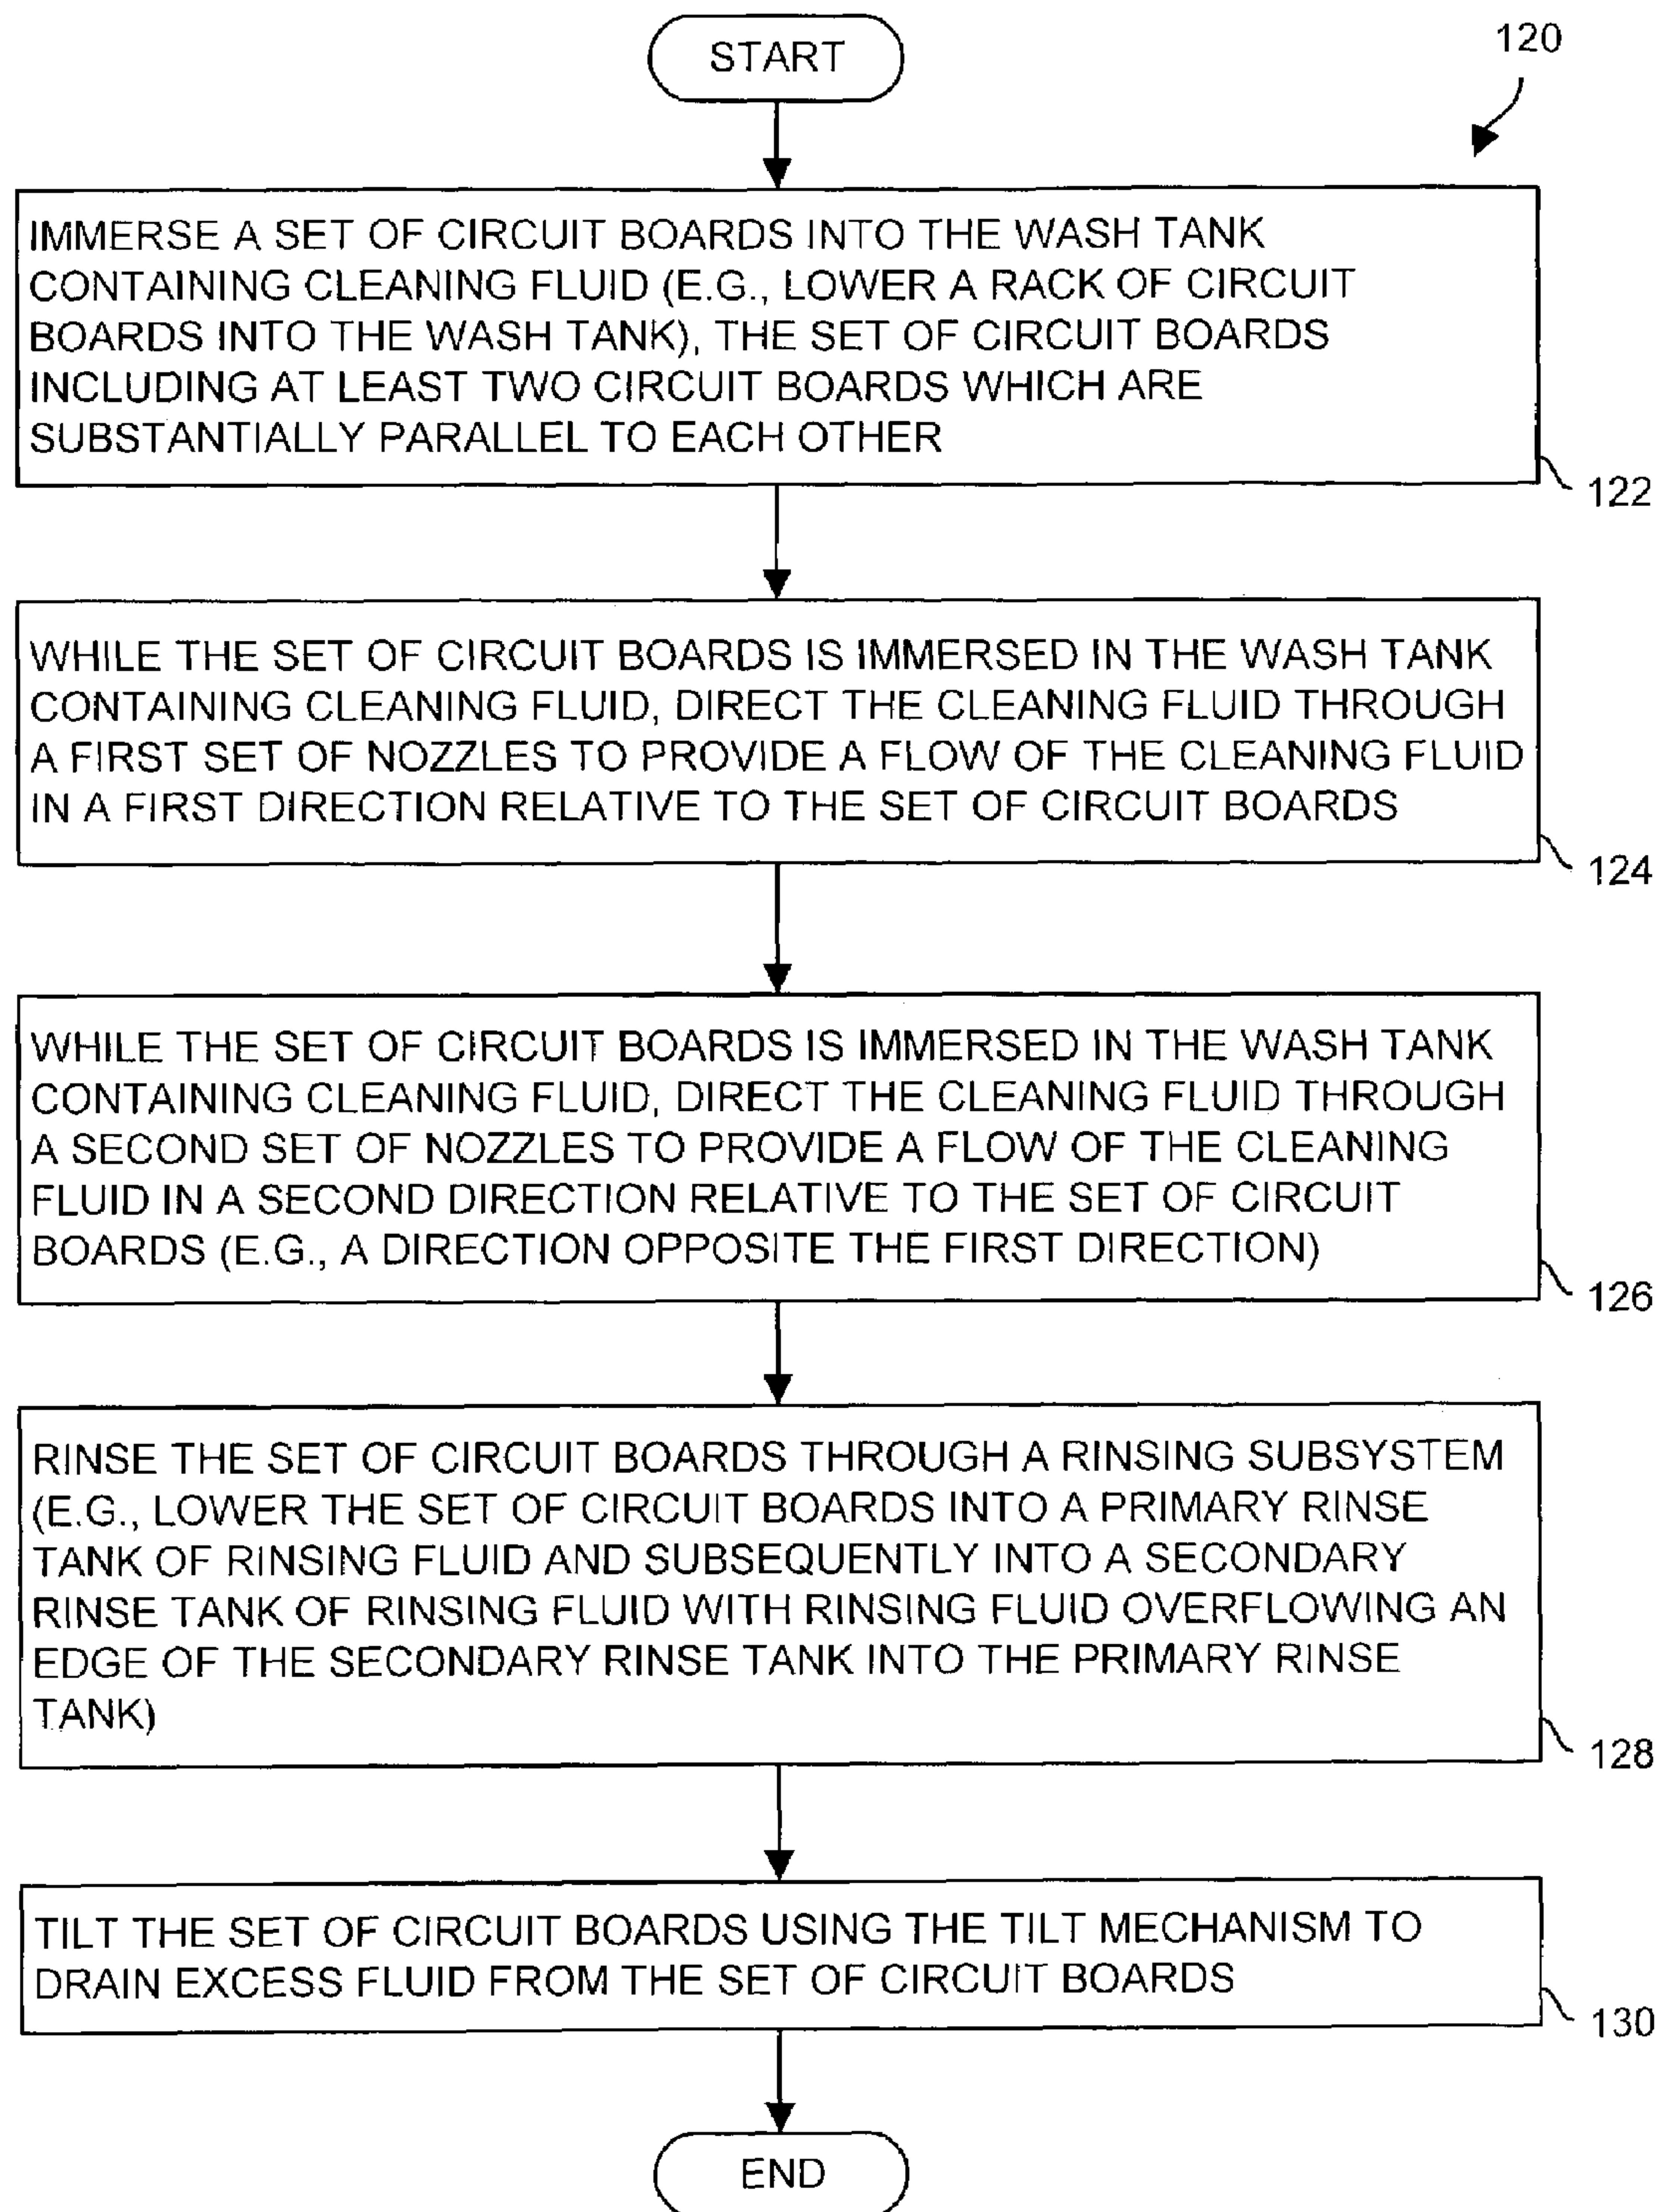 START
120
IMMERSE A SET OF CIRCUIT BOARDS INTO THE WASH TANK
CONTAINING CLEANING FLUID (E.G., LOWER A RACK OF CIRCUIT
BOARDS INTO THE WASH TANK), THE SET OF CIRCUIT BOARDS
INCLUDING AT LEAST TWO CIRCUIT BOARDS WHICH ARE
SUBSTANTIALLY PARALLEL TO EACH OTHER
122
WHILE THE SET OF CIRCUIT BOARDS IS IMMERSED IN THE WASH TANK
CONTAINING CLEANING FLUID, DIRECT THE CLEANING FLUID THROUGH
A FIRST SET OF NOZZLES TO PROVIDE A FLOW OF THE CLEANING FLUID
IN A FIRST DIRECTION RELATIVE TO THE SET OF CIRCUIT BOARDS
124
WHILE THE SET OF CIRCUIT BOARDS IS IMMERSED IN THE WASH TANK
CONTAINING CLEANING FLUID, DIRECT THE CLEANING FLUID THROUGH
A SECOND SET OF NOZZLES TO PROVIDE A FLOW OF THE CLEANING
FLUID IN A SECOND DIRECTION RELATIVE TO THE SET OF CIRCUIT
BOARDS (E.G., A DIRECTION OPPOSITE THE FIRST DIRECTION)
126
RINSE THE SET OF CIRCUIT BOARDS THROUGH A RINSING SUBSYSTEM
(E.G., LOWER THE SET OF CIRCUIT BOARDS INTO A PRIMARY RINSE
TANK OF RINSING FLUID AND SUBSEQUENTLY INTO A SECONDARY
RINSE TANK OF RINSING FLUID WITH RINSING FLUID OVERFLOWING AN
EDGE OF THE SECONDARY RINSE TANK INTO THE PRIMARY RINSE
TANK)
128
TILT THE SET OF CIRCUIT BOARDS USING THE TILT MECHANISM TO
DRAIN EXCESS FLUID FROM THE SET OF CIRCUIT BOARDS
130
END